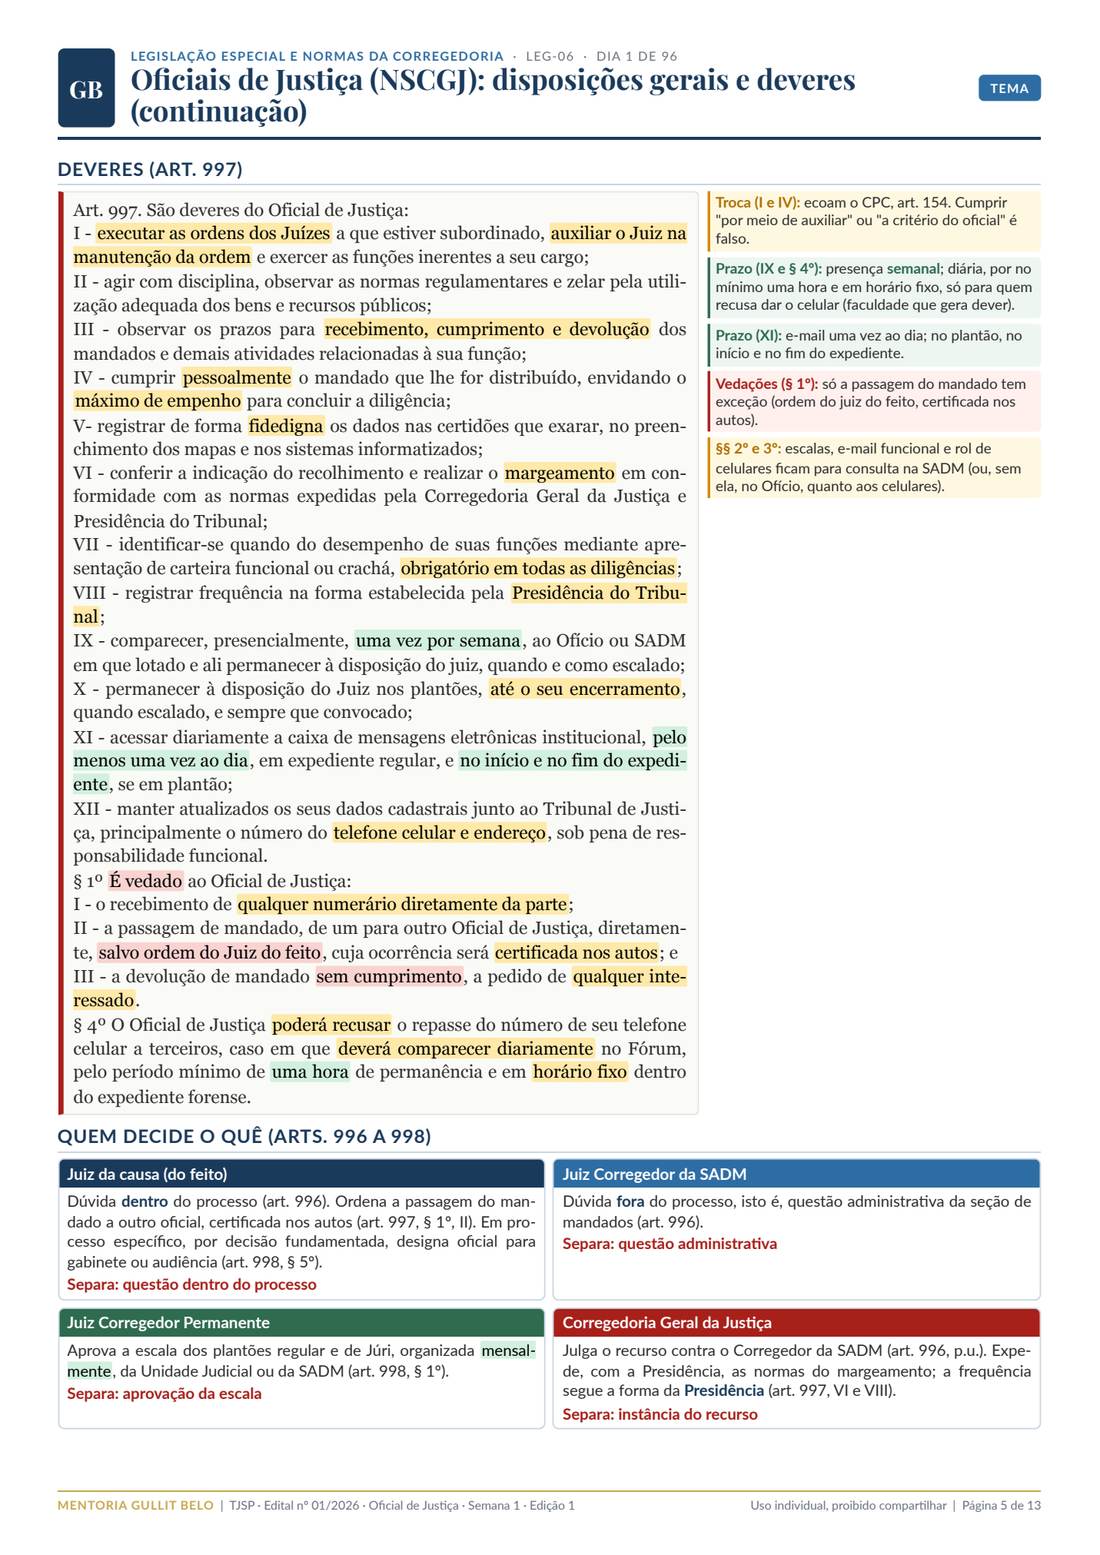 GB
LEGISLAÇÃO ESPECIAL E NORMAS DA CORREGEDORIA · LEG-06 · DIA 1 DE 96
Oficiais de Justiça (NSCGJ): disposições gerais e deveres
(continuação)
TEMA
DEVERES (ART. 997)
Art. 997. São deveres do Oficial de Justiça:
I - executar as ordens dos Juízes a que estiver subordinado, auxiliar o Juiz na
manutenção da ordem e exercer as funções inerentes a seu cargo;
II - agir com disciplina, observar as normas regulamentares e zelar pela utili-
zação adequada dos bens e recursos públicos;
III - observar os prazos para recebimento, cumprimento e devolução dos
mandados e demais atividades relacionadas à sua função;
IV - cumprir pessoalmente o mandado que lhe for distribuído, envidando o
máximo de empenho para concluir a diligência;
V- registrar de forma fidedigna os dados nas certidões que exarar, no preen-
chimento dos mapas e nos sistemas informatizados;
VI - conferir a indicação do recolhimento e realizar o margeamento em con-
formidade com as normas expedidas pela Corregedoria Geral da Justiça e
Presidência do Tribunal;
VII - identificar-se quando do desempenho de suas funções mediante apre-
sentação de carteira funcional ou crachá, obrigatório em todas as diligências;
VIII - registrar frequência na forma estabelecida pela Presidência do Tribu-
nal;
IX - comparecer, presencialmente, uma vez por semana, ao Ofício ou SADM
em que lotado e ali permanecer à disposição do juiz, quando e como escalado;
X - permanecer à disposição do Juiz nos plantões, até o seu encerramento,
quando escalado, e sempre que convocado;
XI - acessar diariamente a caixa de mensagens eletrônicas institucional, pelo
menos uma vez ao dia, em expediente regular, e no início e no fim do expedi-
ente, se em plantão;
XII - manter atualizados os seus dados cadastrais junto ao Tribunal de Justi-
ça, principalmente o número do telefone celular e endereço, sob pena de res-
ponsabilidade funcional.
§ 1º É vedado ao Oficial de Justiça:
I - o recebimento de qualquer numerário diretamente da parte;
II - a passagem de mandado, de um para outro Oficial de Justiça, diretamen-
te, salvo ordem do Juiz do feito, cuja ocorrência será certificada nos autos; e
III - a devolução de mandado sem cumprimento, a pedido de qualquer inte-
ressado.
§ 4º O Oficial de Justiça poderá recusar o repasse do número de seu telefone
celular a terceiros, caso em que deverá comparecer diariamente no Fórum,
pelo período mínimo de uma hora de permanência e em horário fixo dentro
do expediente forense.
Troca (I e IV): ecoam o CPC, art. 154. Cumprir
"por meio de auxiliar" ou "a critério do oficial" é
falso.
Prazo (IX e § 4º): presença semanal; diária, por no
mínimo uma hora e em horário fixo, só para quem
recusa dar o celular (faculdade que gera dever).
Prazo (XI): e-mail uma vez ao dia; no plantão, no
início e no fim do expediente.
Vedações (§ 1º): só a passagem do mandado tem
exceção (ordem do juiz do feito, certificada nos
autos).
§§ 2º e 3º: escalas, e-mail funcional e rol de
celulares ficam para consulta na SADM (ou, sem
ela, no Ofício, quanto aos celulares).
QUEM DECIDE O QUÊ (ARTS. 996 A 998)
Juiz da causa (do feito)
Dúvida dentro do processo (art. 996). Ordena a passagem do man-
dado a outro oficial, certificada nos autos (art. 997, § 1º, II). Em pro-
cesso específico, por decisão fundamentada, designa oficial para
gabinete ou audiência (art. 998, § 5º).
Separa: questão dentro do processo
Juiz Corregedor da SADM
Dúvida fora do processo, isto é, questão administrativa da seção de
mandados (art. 996).
Separa: questão administrativa
Juiz Corregedor Permanente
Aprova a escala dos plantões regular e de Júri, organizada mensal-
mente, da Unidade Judicial ou da SADM (art. 998, § 1º).
Separa: aprovação da escala
Corregedoria Geral da Justiça
Julga o recurso contra o Corregedor da SADM (art. 996, p.u.). Expe-
de, com a Presidência, as normas do margeamento; a frequência
segue a forma da Presidência (art. 997, VI e VIII).
Separa: instância do recurso
MENTORIA GULLIT BELO | TJSP · Edital nº 01/2026 · Oficial de Justiça · Semana 1 · Edição 1
Uso individual, proibido compartilhar | Página 5 de 13